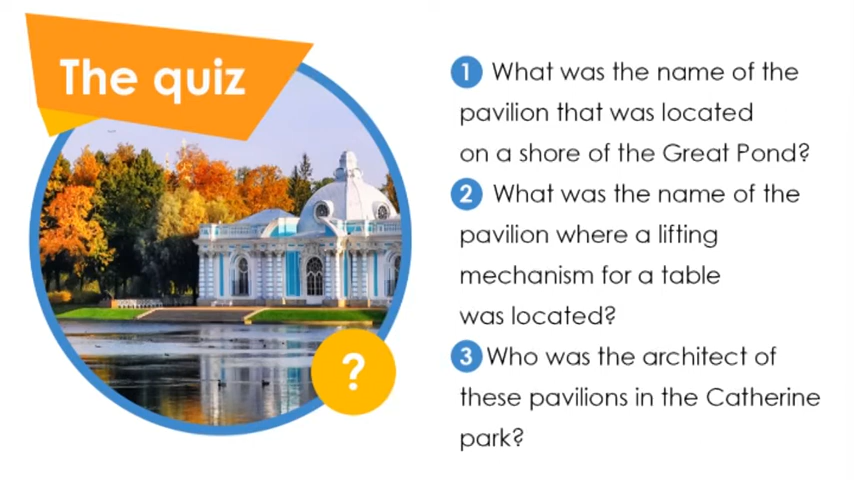 The quiz
1 What was the name of the
pavilion that was located
on a shore of the Great Pond?
2 What was the name of the
pavilion where a lifting
mechanism for a table
was located?
3 Who was the architect of
these pavilions in the Catherine
park?
?